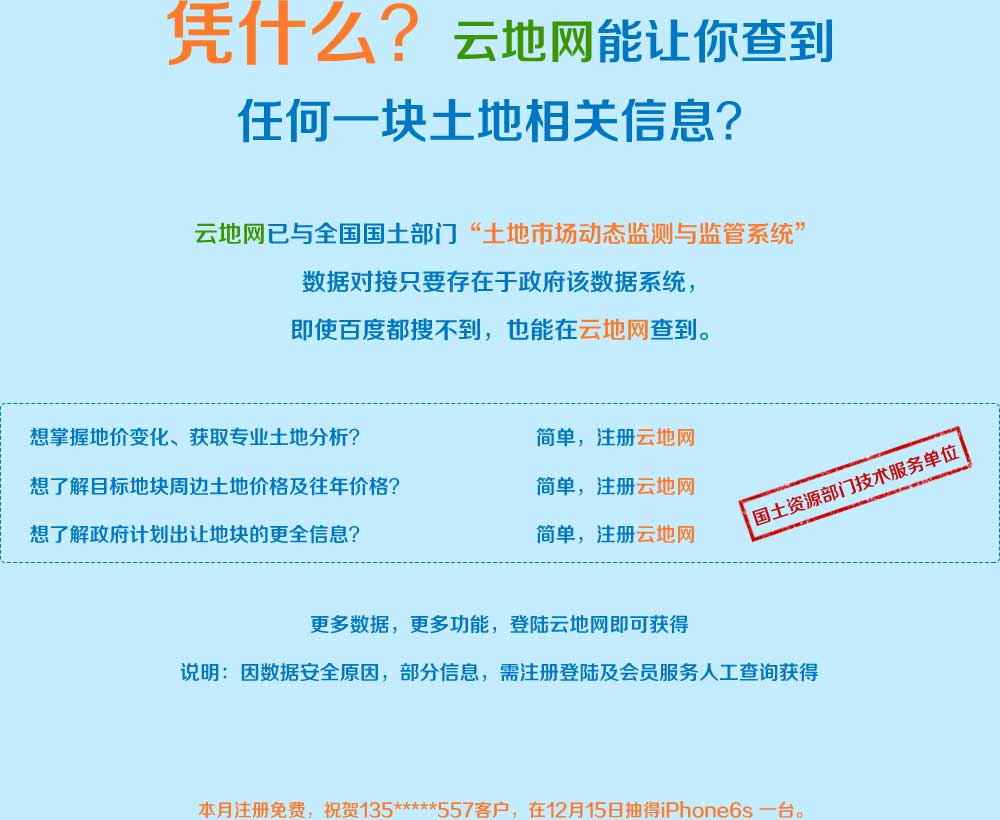 凭什么？云地网能让你查到
任何一块土地相关信息？
云地网已与全国国土部门“土地市场动态监测与监管系统”
数据对接只要存在于政府该数据系统，
即使百度都搜不到，也能在云地网查到。
想掌握地价变化、获取专业土地分析？ 简单，注册云地网
想了解目标地块周边土地价格及往年价格？ 简单，注册云地网
想了解政府计划出让地块的更全信息？ 简单，注册云地网
国土资源部门技术服务单位
更多数据，更多功能，登陆云地网即可获得
说明：因数据安全原因，部分信息，需注册登陆及会员服务人工查询获得
本月注册免费，祝贺135*****557客户，在12月15日抽得iPhone6s 一台。